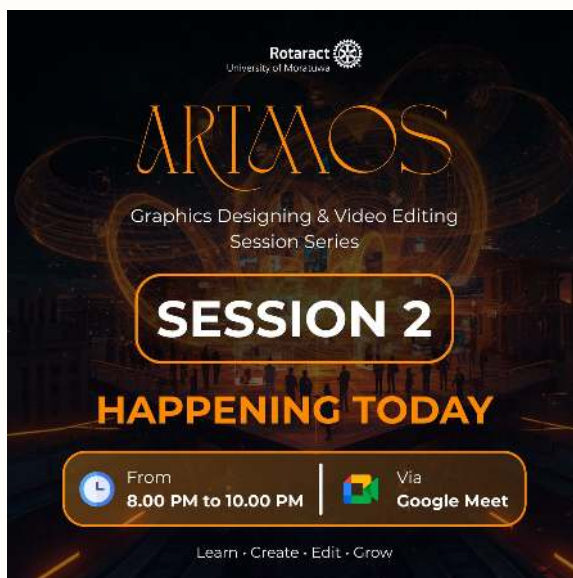 Rotaract
University of Moratuwa
ARTMOS
Graphics Designing & Video Editing
Session Series
SESSION 2
HAPPENING TODAY
From
8.00 PM to 10.00 PM
Via
Google Meet
Learn • Create • Edit • Grow